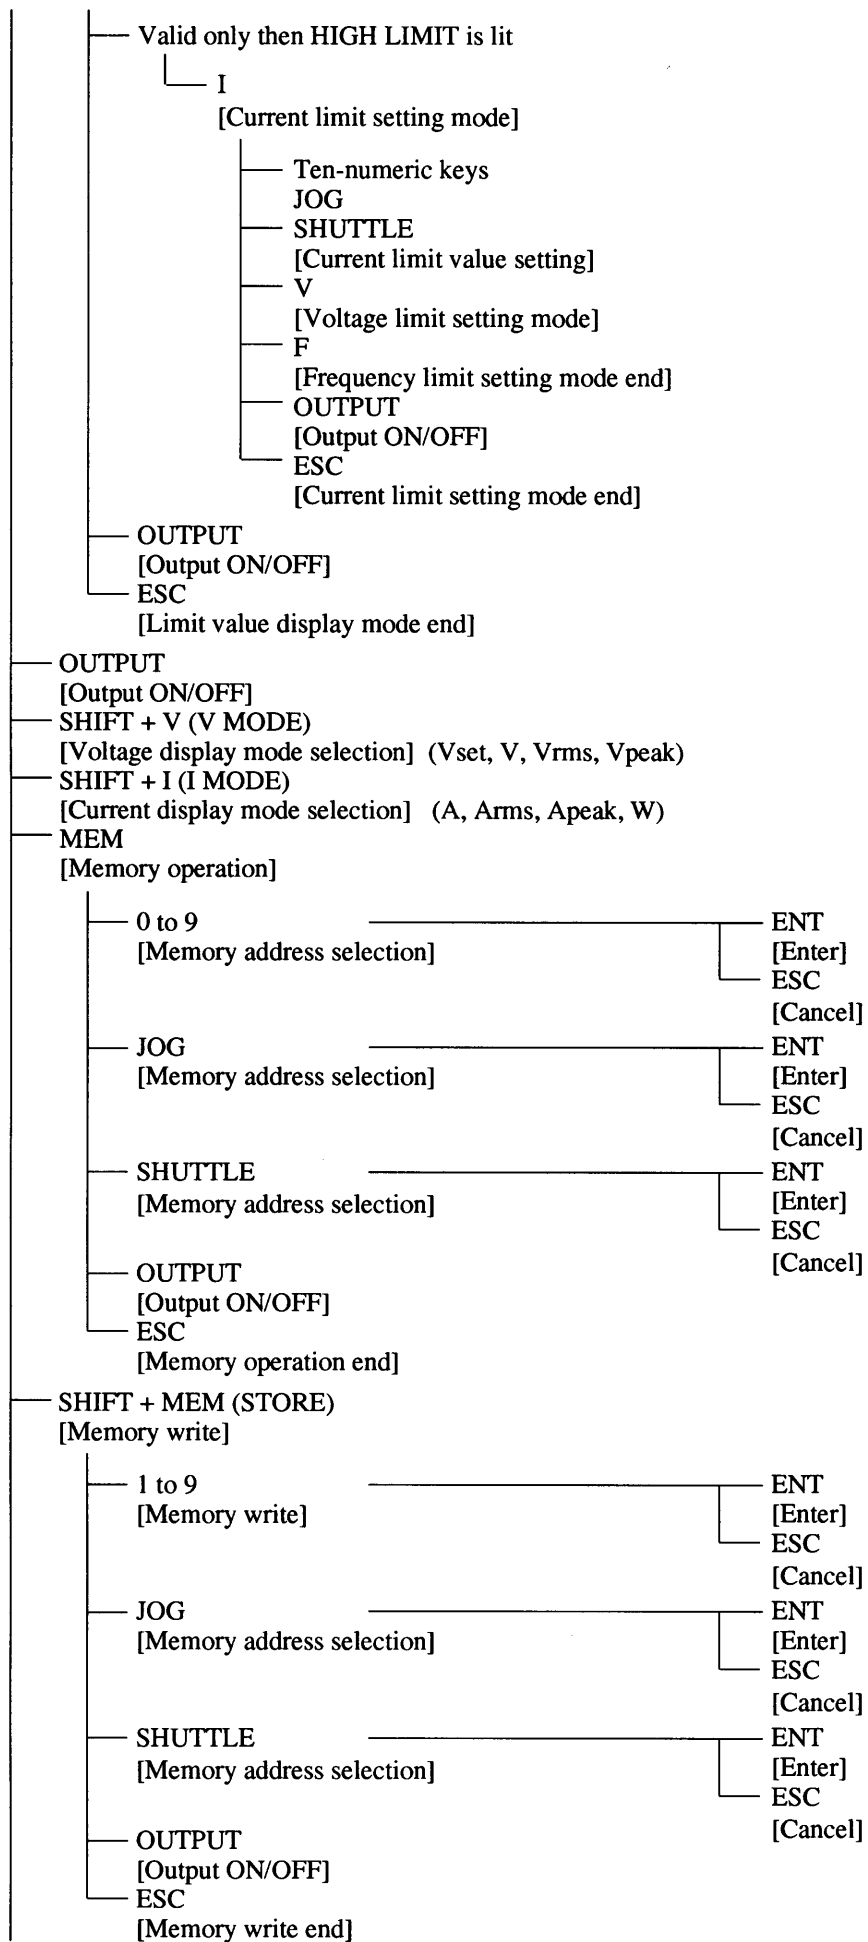 Valid only then HIGH LIMIT is lit
I
[Current limit setting mode]
Ten-numeric keys
JOG
SHUTTLE
[Current limit value setting]
V
[Voltage limit setting mode]
F
[Frequency limit setting mode end]
OUTPUT
[Output ON/OFF]
ESC
[Current limit setting mode end]
OUTPUT
[Output ON/OFF]
ESC
[Limit value display mode end]
OUTPUT
[Output ON/OFF]
SHIFT + V (V MODE)
[Voltage display mode selection] (Vset, V, Vrms, Vpeak)
SHIFT + I (I MODE)
[Current display mode selection] (A, Arms, Apeak, W)
MEM
[Memory operation]
0 to 9 ENT
[Memory address selection] [Enter]
ESC
[Cancel]
JOG ENT
[Memory address selection] [Enter]
ESC
[Cancel]
SHUTTLE ENT
[Memory address selection] [Enter]
ESC
[Cancel]
OUTPUT
[Output ON/OFF]
ESC
[Memory operation end]
SHIFT + MEM (STORE)
[Memory write]
1 to 9 ENT
[Memory write] [Enter]
ESC
[Cancel]
JOG ENT
[Memory address selection] [Enter]
ESC
[Cancel]
SHUTTLE ENT
[Memory address selection] [Enter]
ESC
[Cancel]
OUTPUT
[Output ON/OFF]
ESC
[Memory write end]